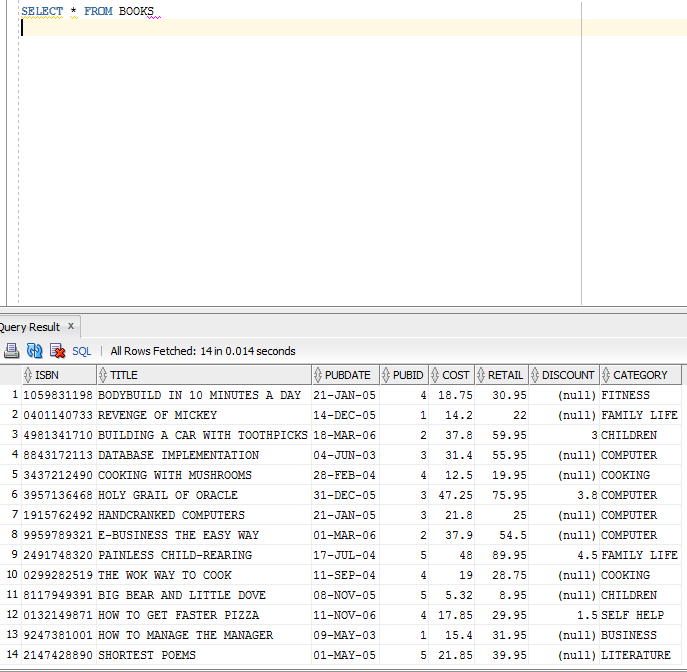 SELECT * FROM BOOKS
Query Result x
SQL | All Rows Fetched: 14 in 0.014 seconds
ISBN TITLE PUBDATE PUBID COST RETAIL DISCOUNT CATEGORY
1 1059831198 BODYBUILD IN 10 MINUTES A DAY 21-JAN-05 4 18.75 30.95 (null) FITNESS
2 0401140733 REVENGE OF MICKEY 14-DEC-05 1 14.2 22 (null) FAMILY LIFE
3 4981341710 BUILDING A CAR WITH TOOTHPICKS 18-MAR-06 2 37.8 59.95 3 CHILDREN
4 8843172113 DATABASE IMPLEMENTATION 04-JUN-03 3 31.4 55.95 (null) COMPUTER
5 3437212490 COOKING WITH MUSHROOMS 28-FEB-04 4 12.5 19.95 (null) COOKING
6 3957136468 HOLY GRAIL OF ORACLE 31-DEC-05 3 47.25 75.95 3.8 COMPUTER
7 1915762492 HANDCRANKED COMPUTERS 21-JAN-05 3 21.8 25 (null) COMPUTER
8 9959789321 E-BUSINESS THE EASY WAY 01-MAR-06 2 37.9 54.5 (null) COMPUTER
9 2491748320 PAINLESS CHILD-REARING 17-JUL-04 5 48 89.95 4.5 FAMILY LIFE
10 0299282519 THE WOK WAY TO COOK 11-SEP-04 4 19 28.75 (null) COOKING
11 8117949391 BIG BEAR AND LITTLE DOVE 08-NOV-05 5 5.32 8.95 (null) CHILDREN
12 0132149871 HOW TO GET FASTER PIZZA 11-NOV-06 4 17.85 29.95 1.5 SELF HELP
13 9247381001 HOW TO MANAGE THE MANAGER 09-MAY-03 1 15.4 31.95 (null) BUSINESS
14 2147428890 SHORTEST POEMS 01-MAY-05 5 21.85 39.95 (null) LITERATURE